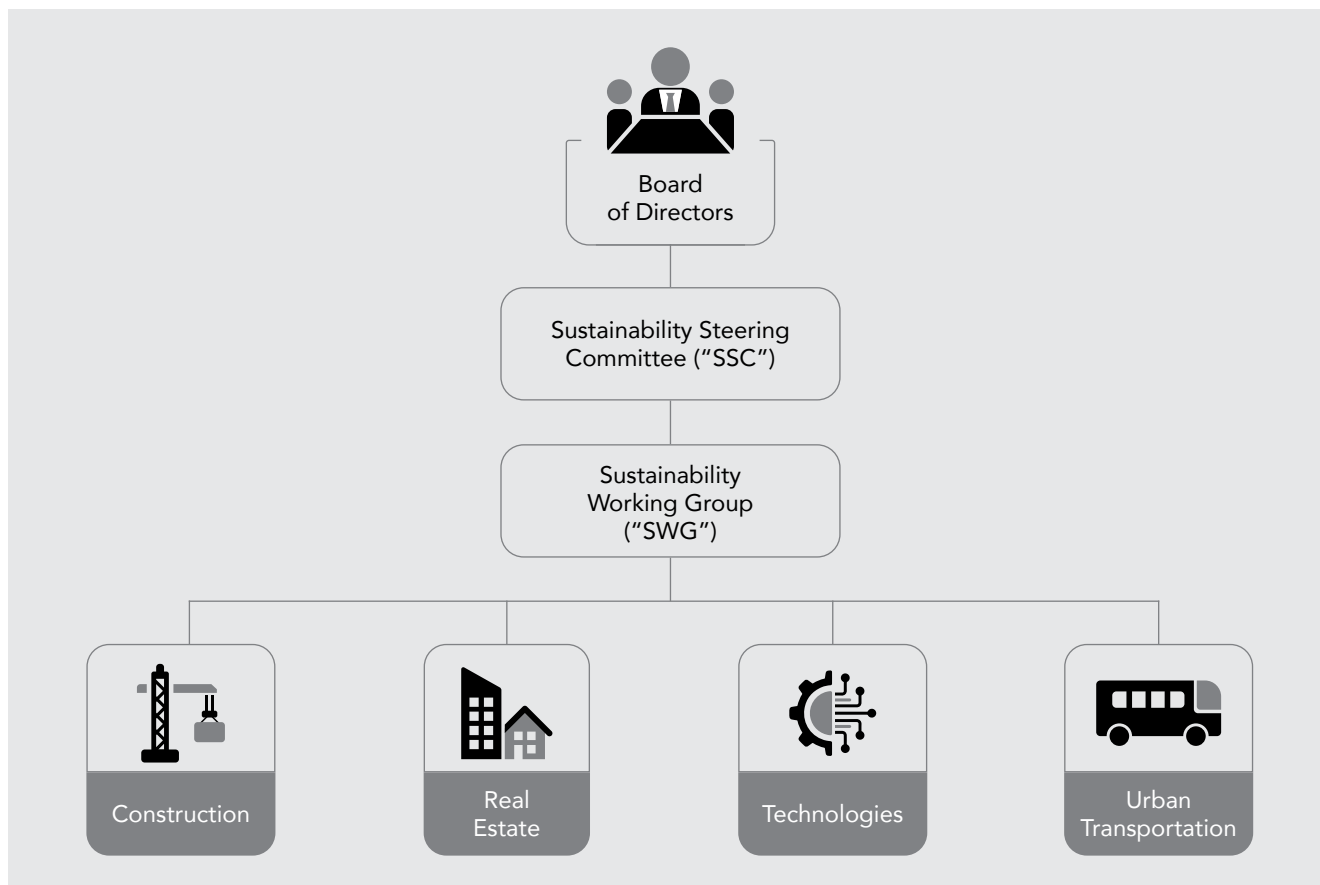 Board
of Directors
Sustainability Steering
Committee (“SSC”)
Sustainability
Working Group
(“SWG”)
Construction
Real
Estate
Technologies
Urban
Transportation